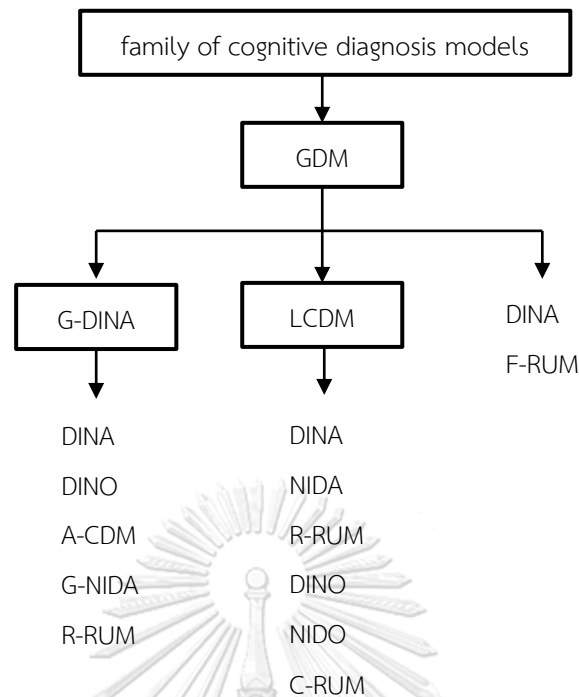 family of cognitive diagnosis models
GDM
G-DINA
LCDM
DINA
F-RUM
DINA
DINO
A-CDM
G-NIDA
R-RUM
DINA
NIDA
R-RUM
DINO
NIDO
C-RUM